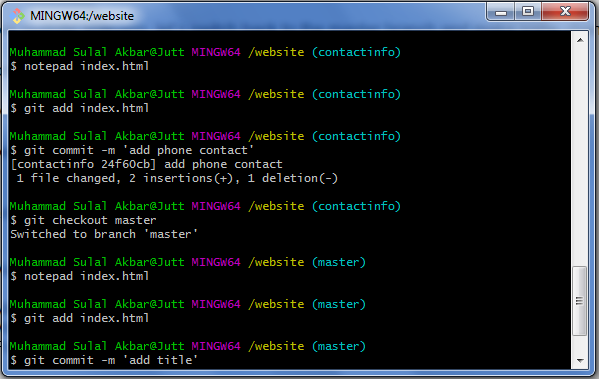 MINGW64:/website
Muhammad Sulal Akbar@Jutt MINGW64 /website (contactinfo)
$ notepad index.html
Muhammad Sulal Akbar@Jutt MINGW64 /website (contactinfo)
$ git add index.html
Muhammad Sulal Akbar@Jutt MINGW64 /website (contactinfo)
$ git commit -m 'add phone contact'
[contactinfo 24f60cb] add phone contact
 1 file changed, 2 insertions(+), 1 deletion(-)
Muhammad Sulal Akbar@Jutt MINGW64 /website (contactinfo)
$ git checkout master
Switched to branch 'master'
Muhammad Sulal Akbar@Jutt MINGW64 /website (master)
$ notepad index.html
Muhammad Sulal Akbar@Jutt MINGW64 /website (master)
$ git add index.html
Muhammad Sulal Akbar@Jutt MINGW64 /website (master)
$ git commit -m 'add title'